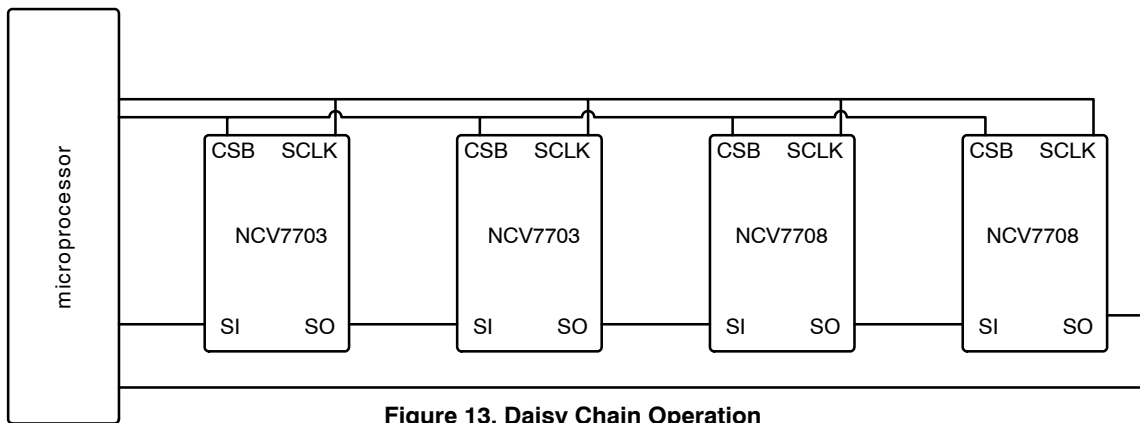 microprocessor
CSB SCLK
NCV7703
SI SO
CSB SCLK
NCV7703
SI SO
CSB SCLK
NCV7708
SI SO
CSB SCLK
NCV7708
SI SO
Figure 13. Daisy Chain Operation